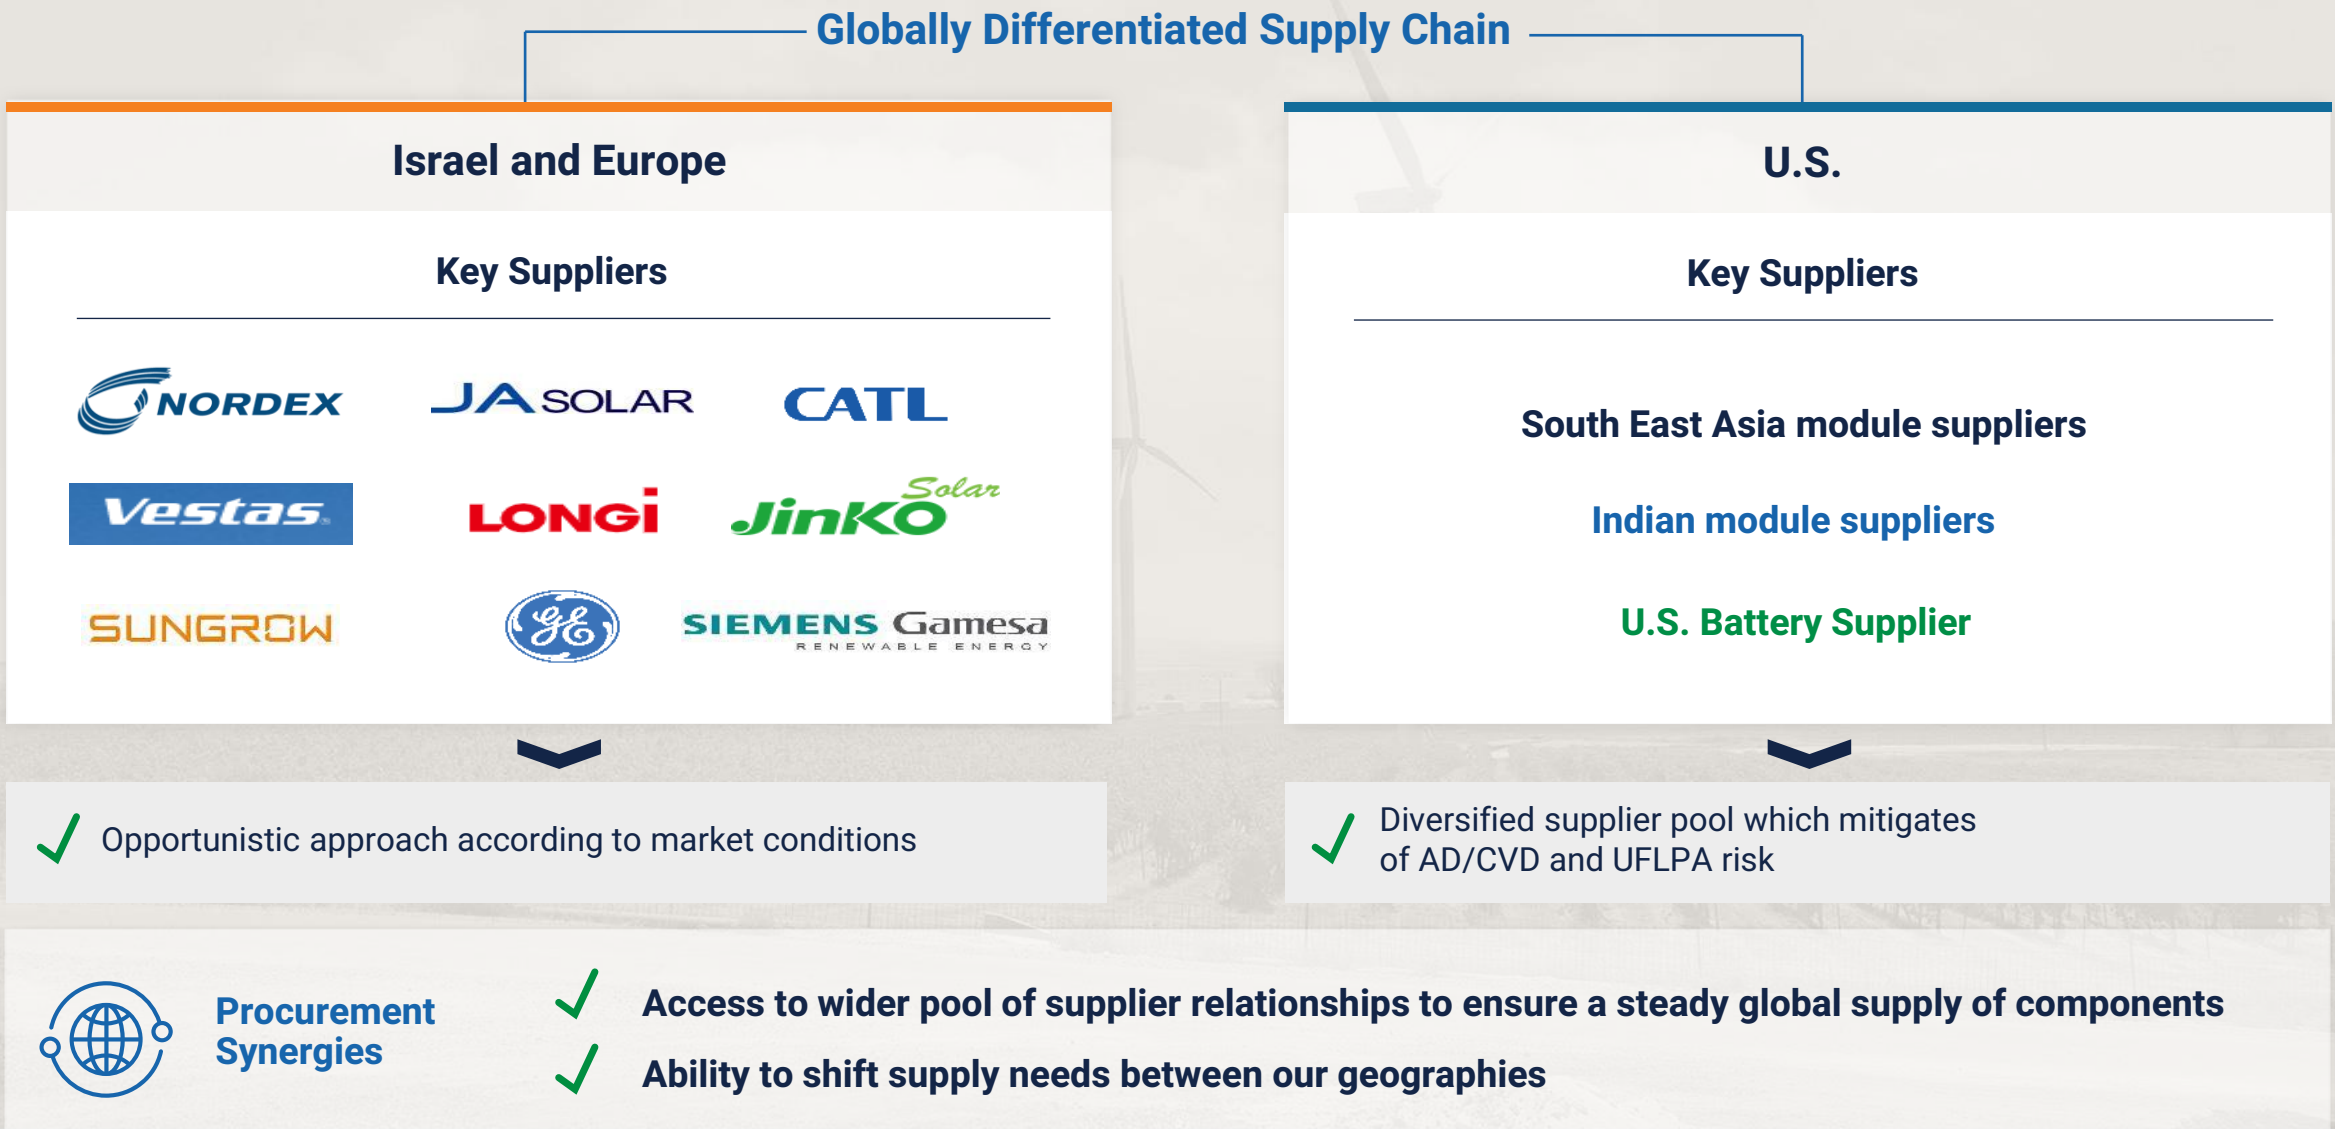 Globally Differentiated Supply Chain
Israel and Europe
Key Suppliers
NORDEX
JA SOLAR
CATL
Vestas
LONGi
JinKO Solar
SUNGROW
GE
SIEMENS Gamesa
RENEWABLE ENERGY
Opportunistic approach according to market conditions
U.S.
Key Suppliers
South East Asia module suppliers
Indian module suppliers
U.S. Battery Supplier
Diversified supplier pool which mitigates
of AD/CVD and UFLPA risk
Procurement
Synergies
Access to wider pool of supplier relationships to ensure a steady global supply of components
Ability to shift supply needs between our geographies